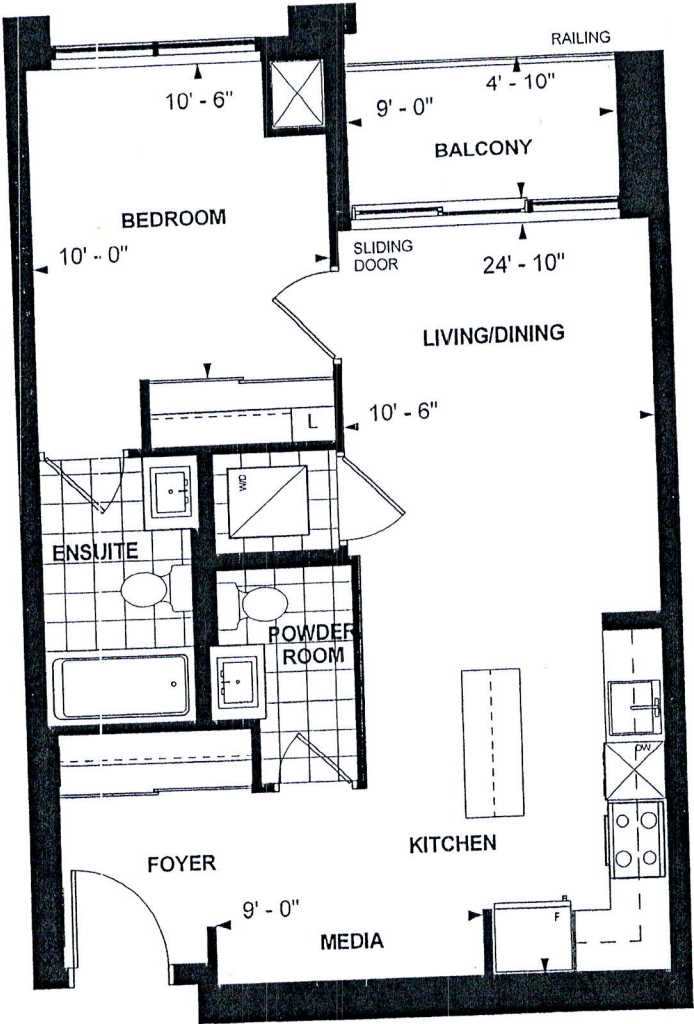 RAILING
10' - 6"
4' - 10"
9' - 0"
BALCONY
BEDROOM
10' - 0"
SLIDING
DOOR
24' - 10"
LIVING/DINING
10' - 6"
L
W/D
ENSUITE
POWDER
ROOM
DW
KITCHEN
FOYER
9' - 0"
R
F
MEDIA